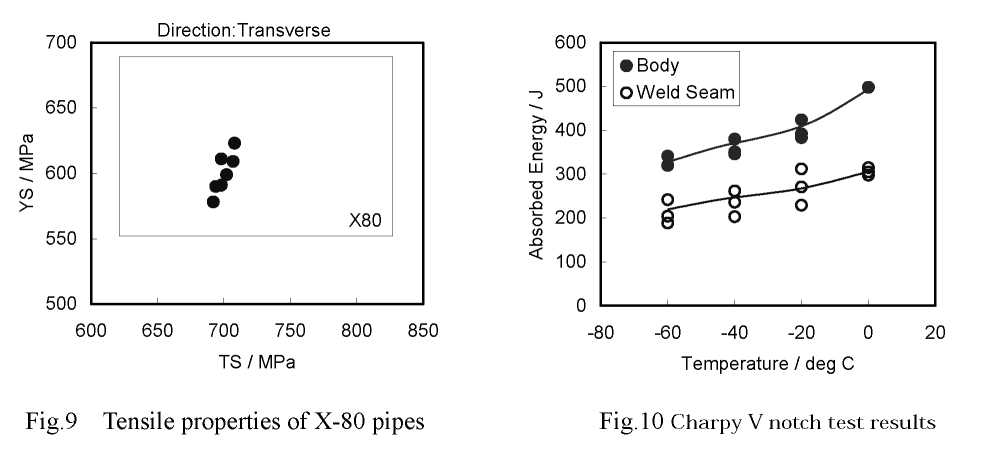 Direction:Transverse
700
650
600
550
500
YS / MPa
X80
600 650 700 750 800 850
TS / MPa
Fig.9 Tensile properties of X-80 pipes
600
500
400
300
200
100
0
Absorbed Energy / J
Body
Weld Seam
-80 -60 -40 -20 0 20
Temperature / deg C
Fig.10 Charpy V notch test results